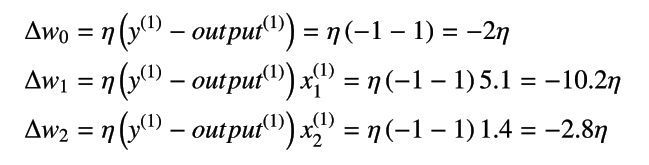 Δw₀ = η(y⁽¹⁾ − output⁽¹⁾) = η(−1 − 1) = −2η
Δw₁ = η(y⁽¹⁾ − output⁽¹⁾) x₁⁽¹⁾ = η(−1 − 1) 5.1 = −10.2η
Δw₂ = η(y⁽¹⁾ − output⁽¹⁾) x₂⁽¹⁾ = η(−1 − 1) 1.4 = −2.8η